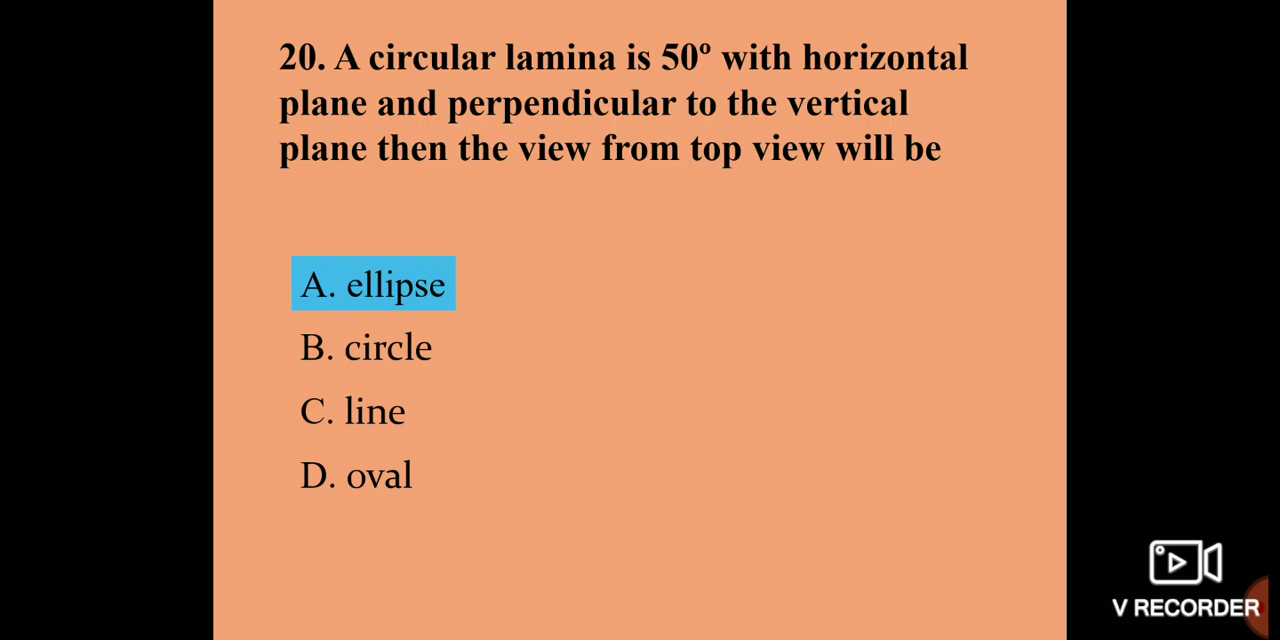 20. A circular lamina is 50º with horizontal
plane and perpendicular to the vertical
plane then the view from top view will be
A. ellipse
B. circle
C. line
D. oval
V RECORDER